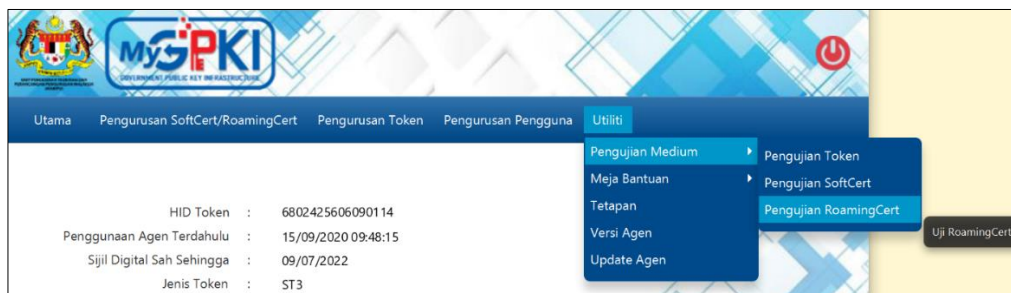 MyGPKI
GOVERNMENT PUBLIC KEY INFRASTRUCTURE
Utama Pengurusan SoftCert/RoamingCert Pengurusan Token Pengurusan Pengguna Utiliti
Pengujian Medium
Meja Bantuan
Tetapan
Versi Agen
Update Agen
Pengujian Token
Pengujian SoftCert
Pengujian RoamingCert
Uji RoamingCert
HID Token : 6802425606090114
Penggunaan Agen Terdahulu : 15/09/2020 09:48:15
Sijil Digital Sah Sehingga : 09/07/2022
Jenis Token : ST3